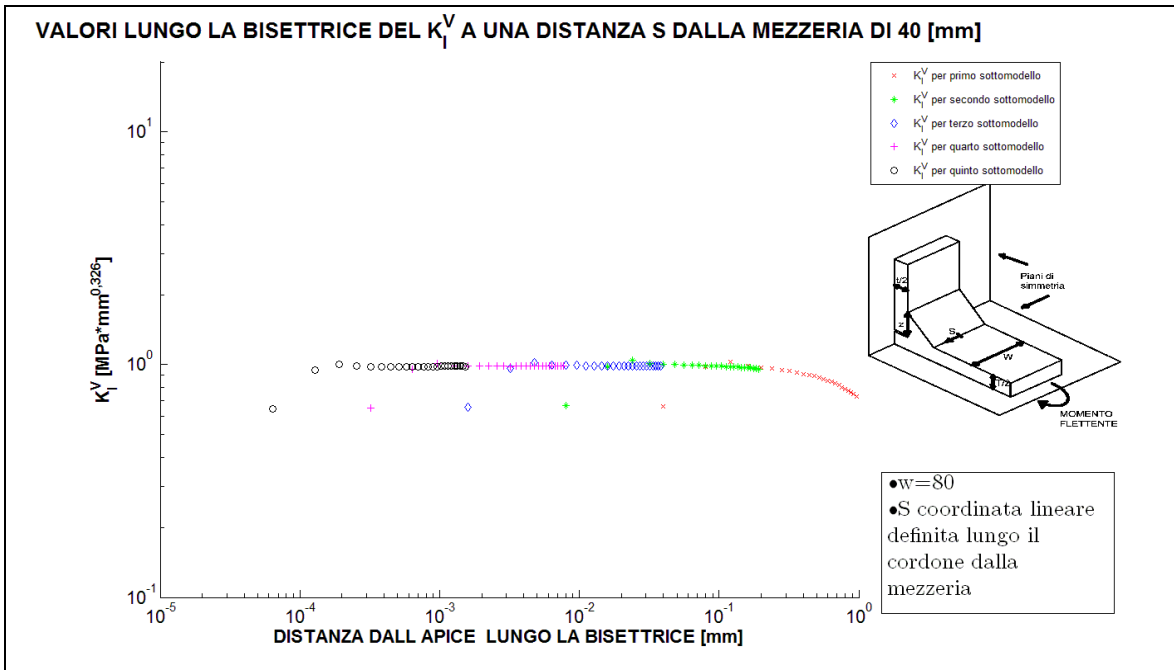 VALORI LUNGO LA BISETTRICE DEL K_I^V A UNA DISTANZA S DALLA MEZZERIA DI 40 [mm]
K_I^V per primo sottomodello
K_I^V per secondo sottomodello
K_I^V per terzo sottomodello
K_I^V per quarto sottomodello
K_I^V per quinto sottomodello
10^1
10^0
10^-1
K_I^V [MPa*mm^0,326]
10^-5
10^-4
10^-3
10^-2
10^-1
10^0
DISTANZA DALL APICE LUNGO LA BISETTRICE [mm]
t/2
z
S
W
T/2
Piani di
simmetria
MOMENTO
FLETTENTE
●w=80
●S coordinata lineare
definita lungo il
cordone dalla
mezzeria